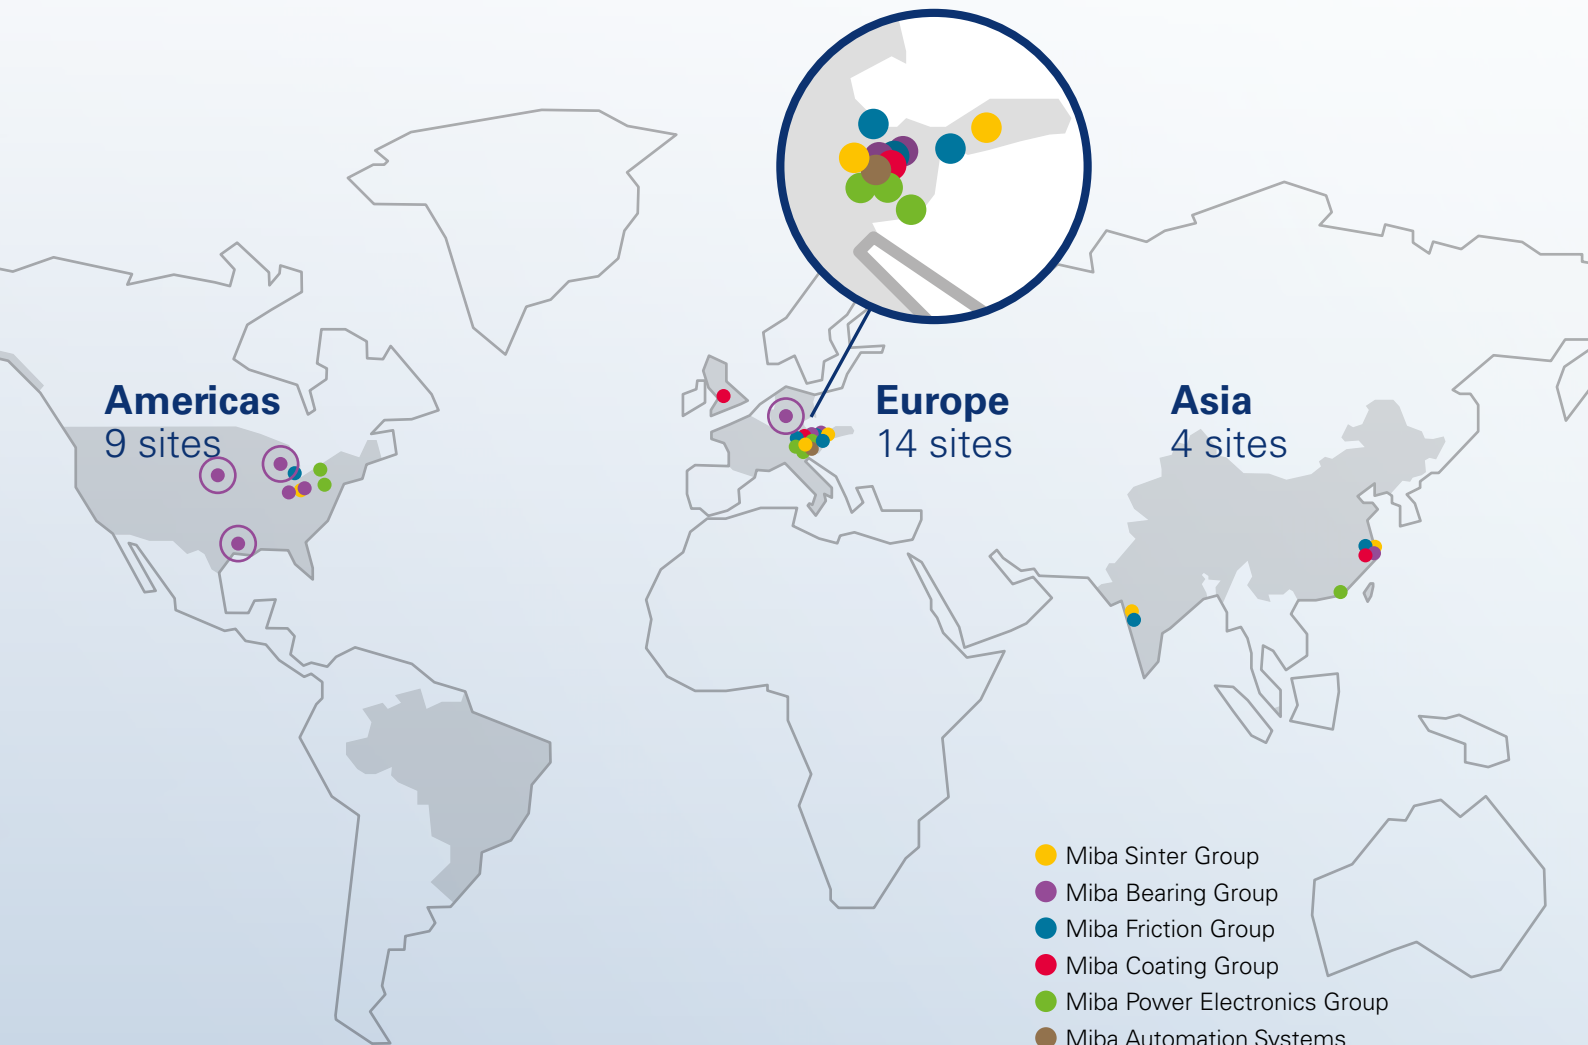 Americas
9 sites
Europe
14 sites
Asia
4 sites
Miba Sinter Group
Miba Bearing Group
Miba Friction Group
Miba Coating Group
Miba Power Electronics Group
Miba Automation Systems